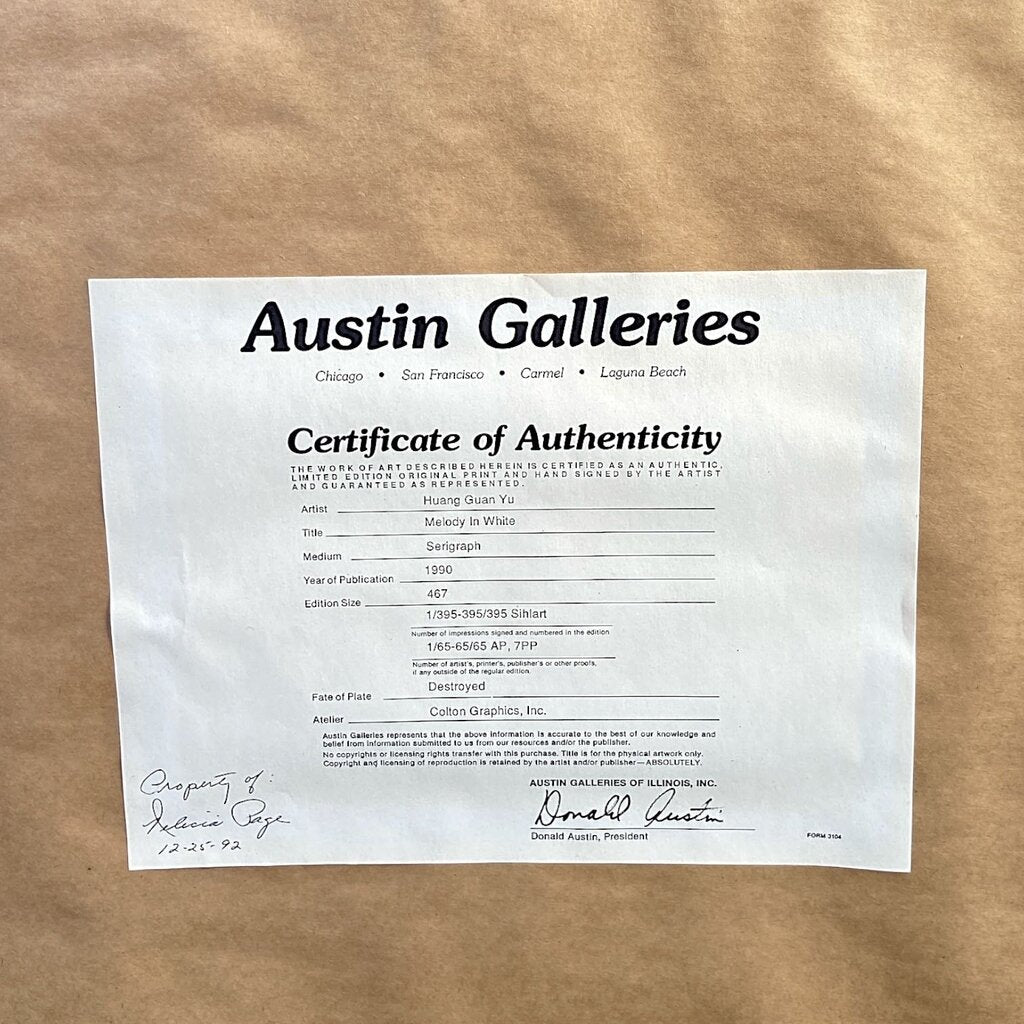 Austin Galleries
Chicago • San Francisco • Carmel • Laguna Beach
Certificate of Authenticity
THE WORK OF ART DESCRIBED HEREIN IS CERTIFIED AS AN AUTHENTIC,
LIMITED EDITION ORIGINAL PRINT AND HAND SIGNED BY THE ARTIST
AND GUARANTEED AS REPRESENTED.
Artist Huang Guan Yu
Title Melody In White
Medium Serigraph
Year of Publication 1990
Edition Size 467
1/395-395/395 Sihlart
Number of impressions signed and numbered in the edition
1/65-65/65 AP, 7PP
Number of artist's, printer's, publisher's or other proofs,
if any outside of the regular edition.
Fate of Plate Destroyed
Atelier Colton Graphics, Inc.
Austin Galleries represents that the above information is accurate to the best of our knowledge and
belief from information submitted to us from our resources and/or the publisher.
No copyrights or licensing rights transfer with this purchase. Title is for the physical artwork only.
Copyright and licensing of reproduction is retained by the artist and/or publisher—ABSOLUTELY.
Property of:
Felicia Page
12-25-92
AUSTIN GALLERIES OF ILLINOIS, INC.
Donald Austin
Donald Austin, President
FORM 3104